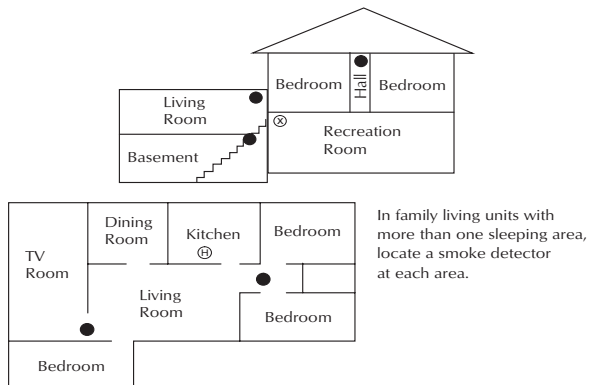 Bedroom
Hall
Bedroom
Living
Room
X
Recreation
Room
Basement
Dining
Room
Kitchen
H
Bedroom
TV
Room
Living
Room
Bedroom
Bedroom
In family living units with
more than one sleeping area,
locate a smoke detector
at each area.